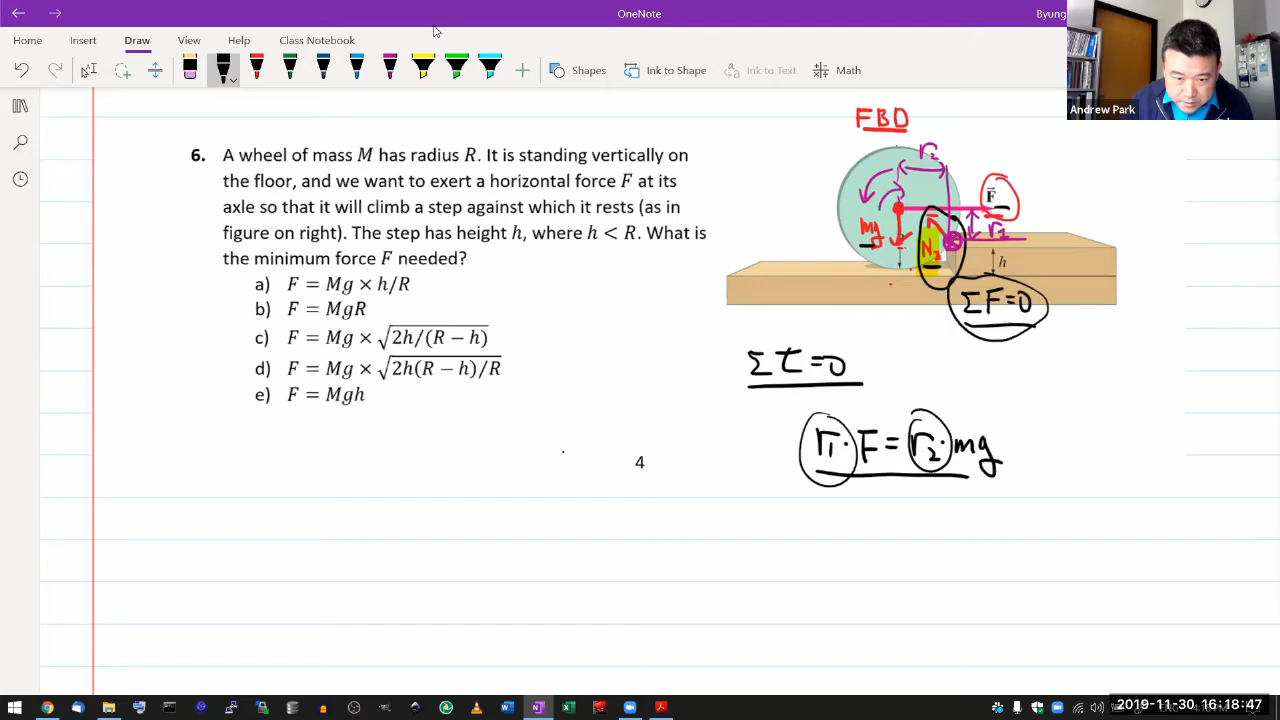 OneNote
Byung
Home Insert Draw View Help Class Notebook
Shapes Ink to Shape Ink to Text Math
Andrew Park
6. A wheel of mass M has radius R. It is standing vertically on
the floor, and we want to exert a horizontal force F at its
axle so that it will climb a step against which it rests (as in
figure on right). The step has height h, where h < R. What is
the minimum force F needed?
a) F = Mg × h/R
b) F = MgR
c) F = Mg × √2h/(R − h)
d) F = Mg × √2h(R − h)/R
e) F = Mgh
4
FBD
r₂
F⃗
mg
r₁
N₂
h
ΣF=0
Στ=0
r₁·F = r₂·mg
2019-11-30 16:18:47